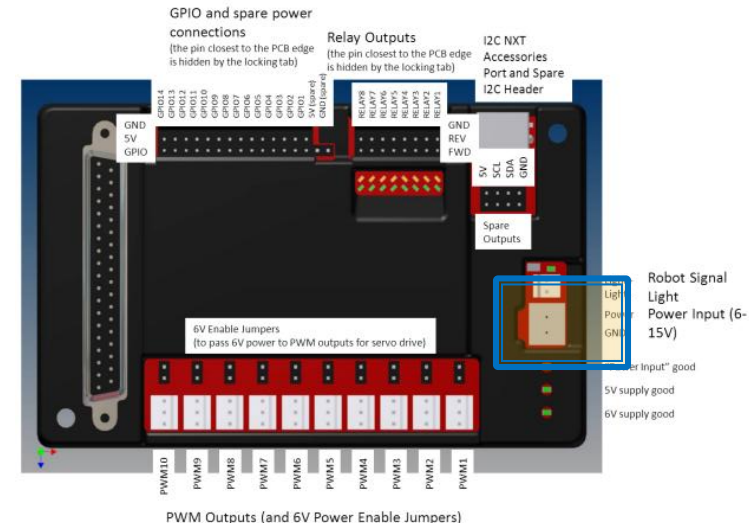 GPIO and spare power
connections
(the pin closest to the PCB edge
is hidden by the locking tab)
Relay Outputs
(the pin closest to the PCB edge
is hidden by the locking tab)
I2C NXT
Accessories
Port and Spare
I2C Header
GPIO14
GPIO13
GPIO12
GPIO11
GPIO10
GPIO9
GPIO8
GPIO7
GPIO6
GPIO5
GPIO4
GPIO3
GPIO2
GPIO1
5V (spare)
GND (spare)
RELAY8
RELAY7
RELAY6
RELAY5
RELAY4
RELAY3
RELAY2
RELAY1
GND
5V
GPIO
GND
REV
FWD
5V
SCL
SDA
GND
Spare
Outputs
Robot Signal
Light
Power Input (6-
15V)
Light
Power
GND
Input" good
5V supply good
6V supply good
6V Enable Jumpers
(to pass 6V power to PWM outputs for servo drive)
PWM10
PWM9
PWM8
PWM7
PWM6
PWM5
PWM4
PWM3
PWM2
PWM1
PWM Outputs (and 6V Power Enable Jumpers)